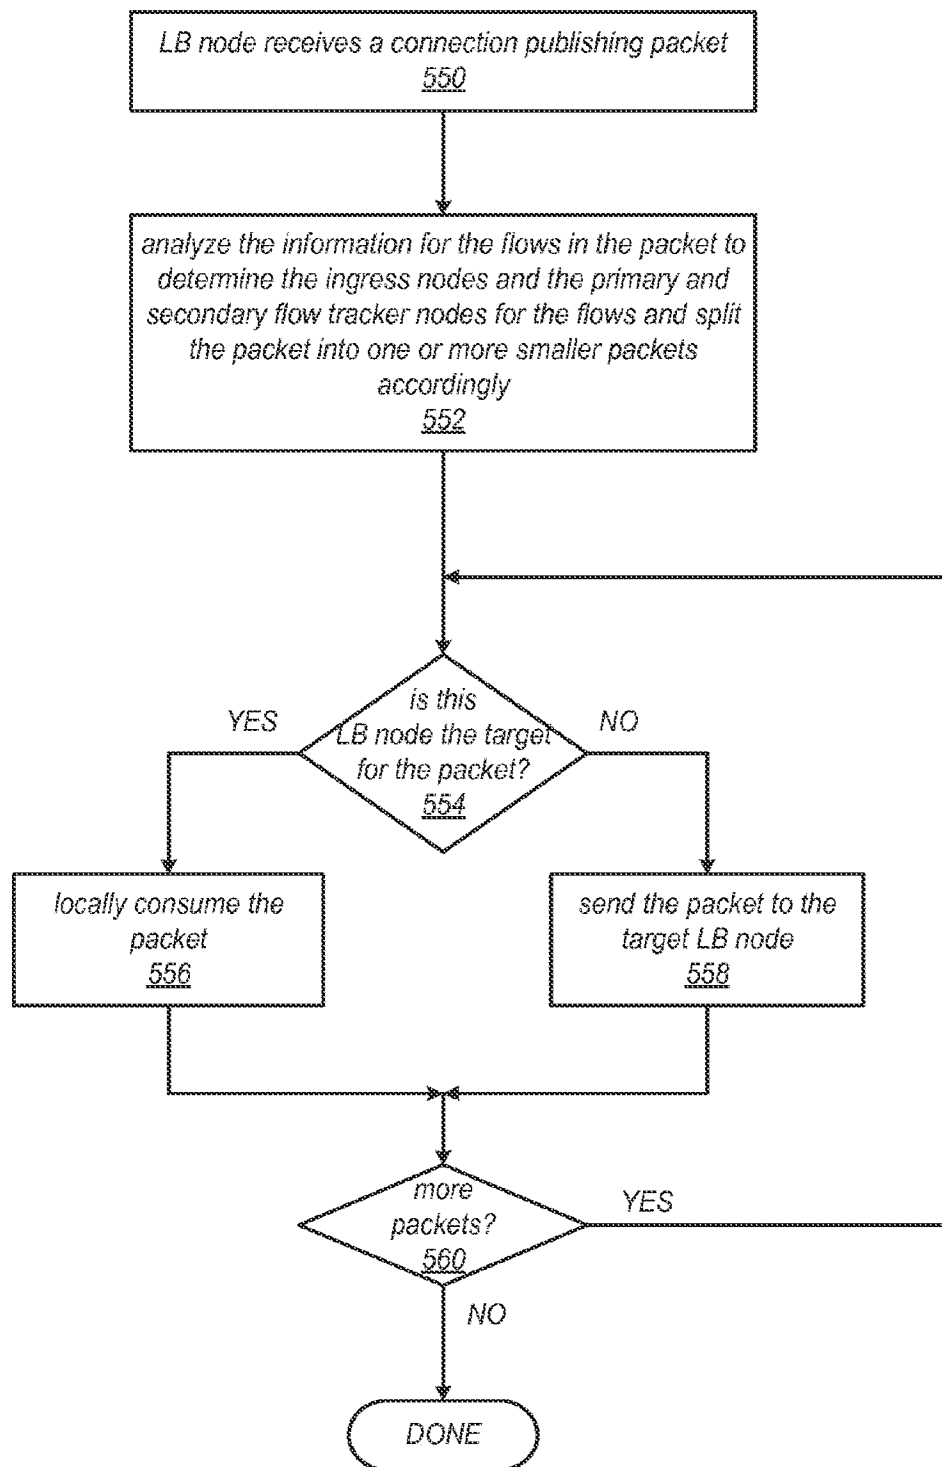 LB node receives a connection publishing packet
550
analyze the information for the flows in the packet to
determine the ingress nodes and the primary and
secondary flow tracker nodes for the flows and split
the packet into one or more smaller packets
accordingly
552
is this
LB node the target
for the packet?
554
YES
NO
locally consume the
packet
556
send the packet to the
target LB node
558
more
packets?
560
YES
NO
DONE